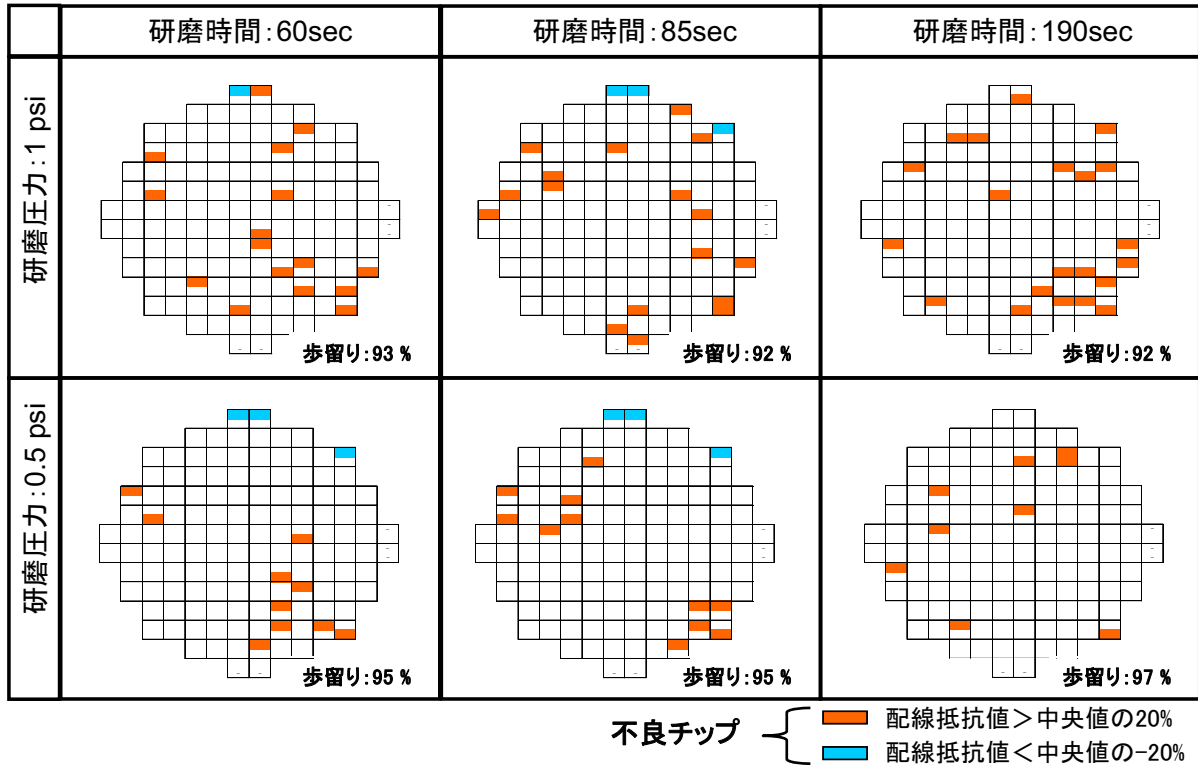 研磨時間:60sec
研磨時間:85sec
研磨時間:190sec
研磨圧力:1 psi
歩留り:93 %
歩留り:92 %
歩留り:92 %
研磨圧力:0.5 psi
歩留り:95 %
歩留り:95 %
歩留り:97 %
不良チップ
配線抵抗値>中央値の20%
配線抵抗値<中央値の-20%